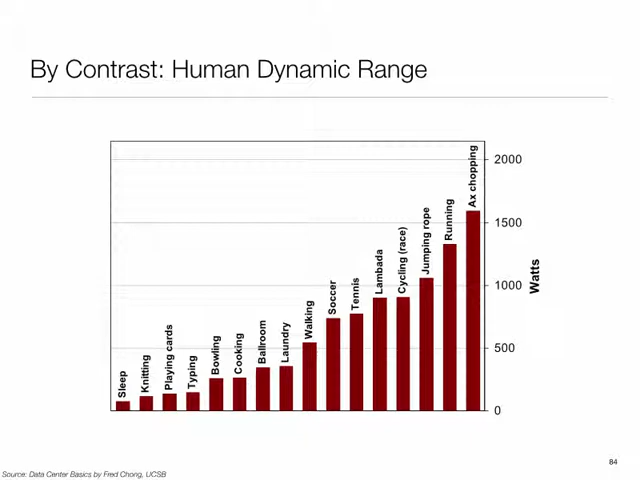 By Contrast: Human Dynamic Range
Sleep
Knitting
Playing cards
Typing
Bowling
Cooking
Ballroom
Laundry
Walking
Soccer
Tennis
Lambada
Cycling (race)
Jumping rope
Running
Ax chopping
2000
1500
1000
500
0
Watts
84
Source: Data Center Basics by Fred Chong, UCSB